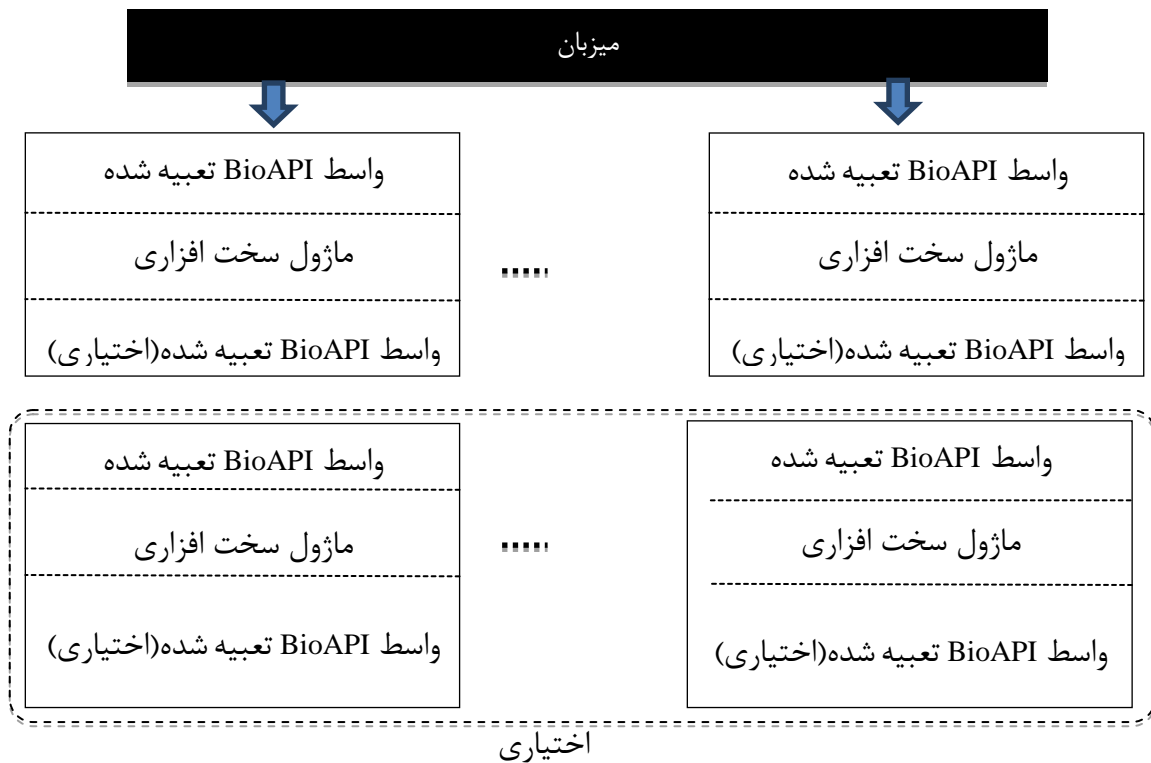 میزبان
واسط BioAPI تعبیه شده
واسط BioAPI تعبیه شده
ماژول سخت افزاری
ماژول سخت افزاری
واسط BioAPI تعبیه شده(اختیاری)
واسط BioAPI تعبیه شده(اختیاری)
واسط BioAPI تعبیه شده
واسط BioAPI تعبیه شده
ماژول سخت افزاری
ماژول سخت افزاری
واسط BioAPI تعبیه شده(اختیاری)
واسط BioAPI تعبیه شده(اختیاری)
اختیاری